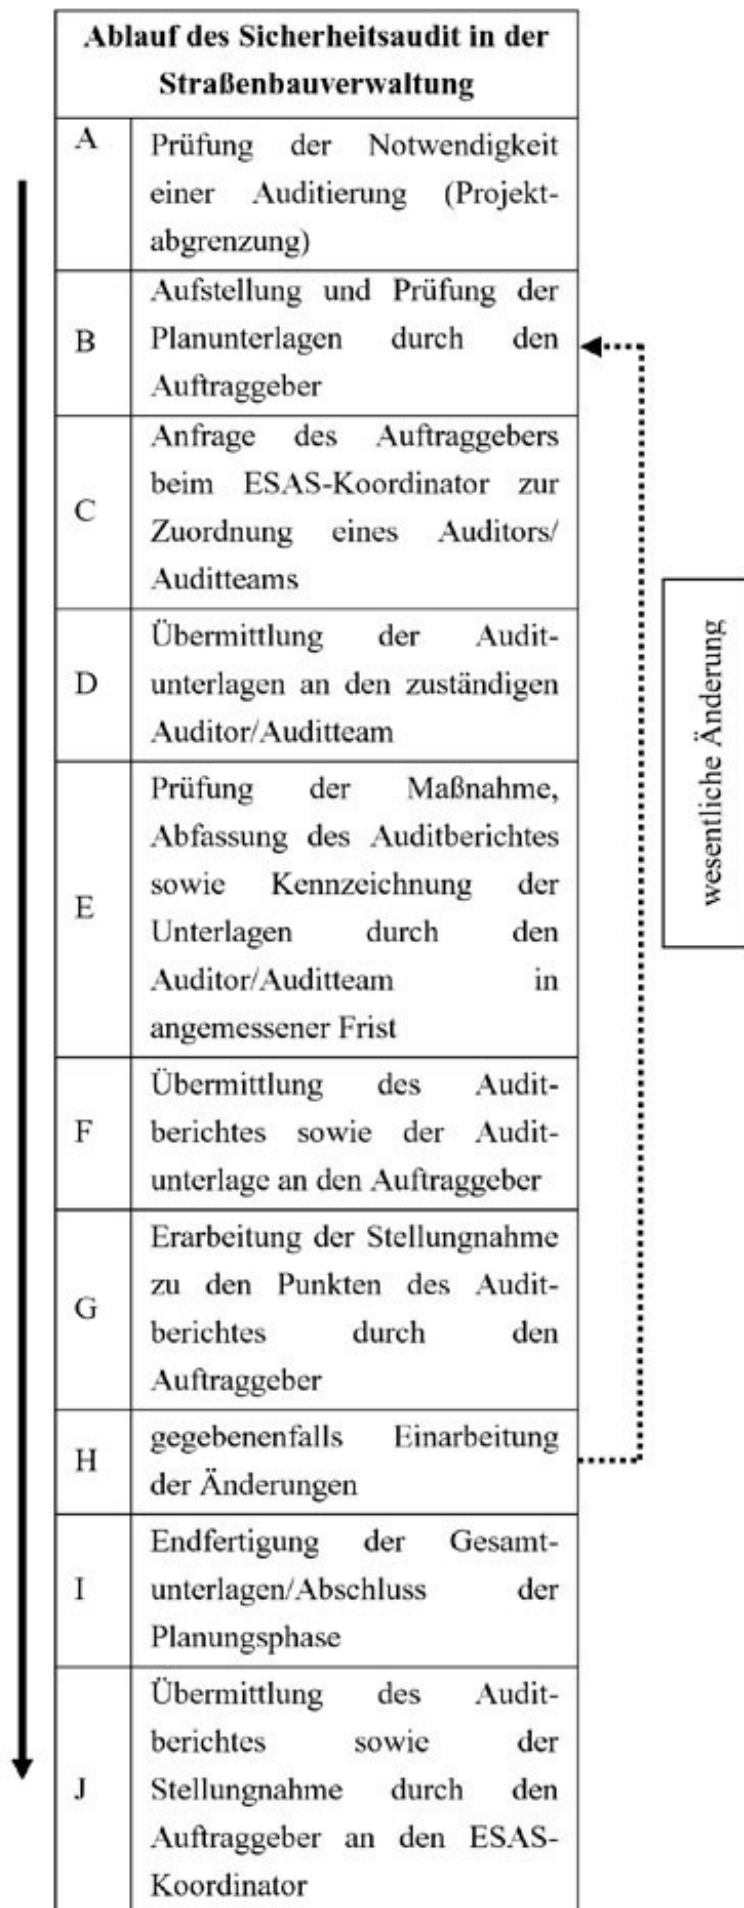 Ablauf des Sicherheitsaudit in der
Straßenbauverwaltung
A
Prüfung der Notwendigkeit
einer Auditierung (Projekt-
abgrenzung)
B
Aufstellung und Prüfung der
Planunterlagen durch den
Auftraggeber
C
Anfrage des Auftraggebers
beim ESAS-Koordinator zur
Zuordnung eines Auditors/
Auditteams
D
Übermittlung der Audit-
unterlagen an den zuständigen
Auditor/Auditteam
E
Prüfung der Maßnahme,
Abfassung des Auditberichtes
sowie Kennzeichnung der
Unterlagen durch den
Auditor/Auditteam in
angemessener Frist
F
Übermittlung des Audit-
berichtes sowie der Audit-
unterlage an den Auftraggeber
G
Erarbeitung der Stellungnahme
zu den Punkten des Audit-
berichtes durch den
Auftraggeber
H
gegebenenfalls Einarbeitung
der Änderungen
I
Endfertigung der Gesamt-
unterlagen/Abschluss der
Planungsphase
J
Übermittlung des Audit-
berichtes sowie der
Stellungnahme durch den
Auftraggeber an den ESAS-
Koordinator
wesentliche Änderung